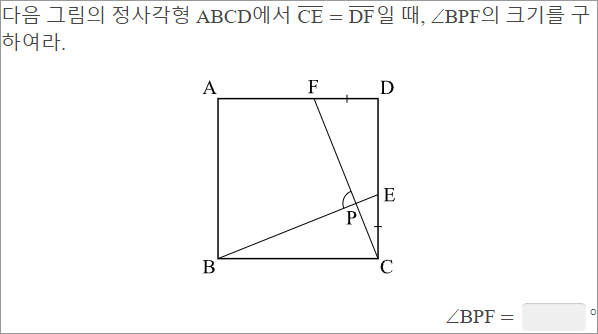 다음 그림의 정사각형 ABCD에서 CE = DF일 때, ∠BPF의 크기를 구
하여라.
A F D
E
P
B C
∠BPF = °